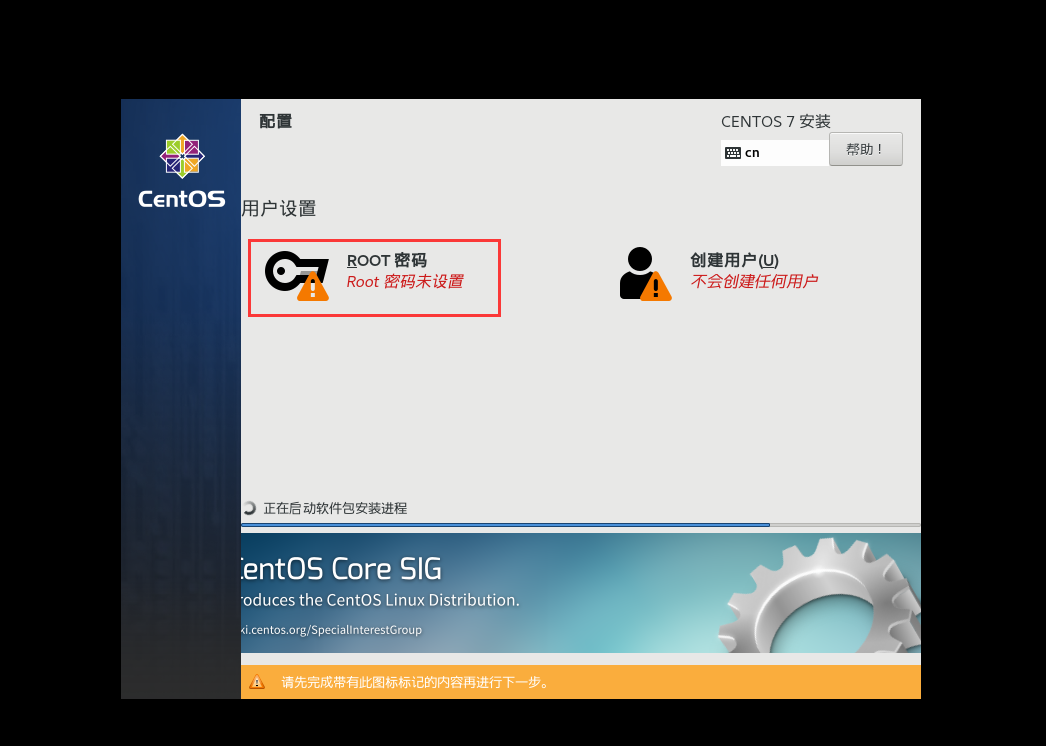 配置
CENTOS 7 安装
cn
帮助！
CentOS
用户设置
ROOT 密码
Root 密码未设置
创建用户(U)
不会创建任何用户
正在启动软件包安装进程
CentOS Core SIG
roduces the CentOS Linux Distribution.
ki.centos.org/SpecialInterestGroup
请先完成带有此图标标记的内容再进行下一步。